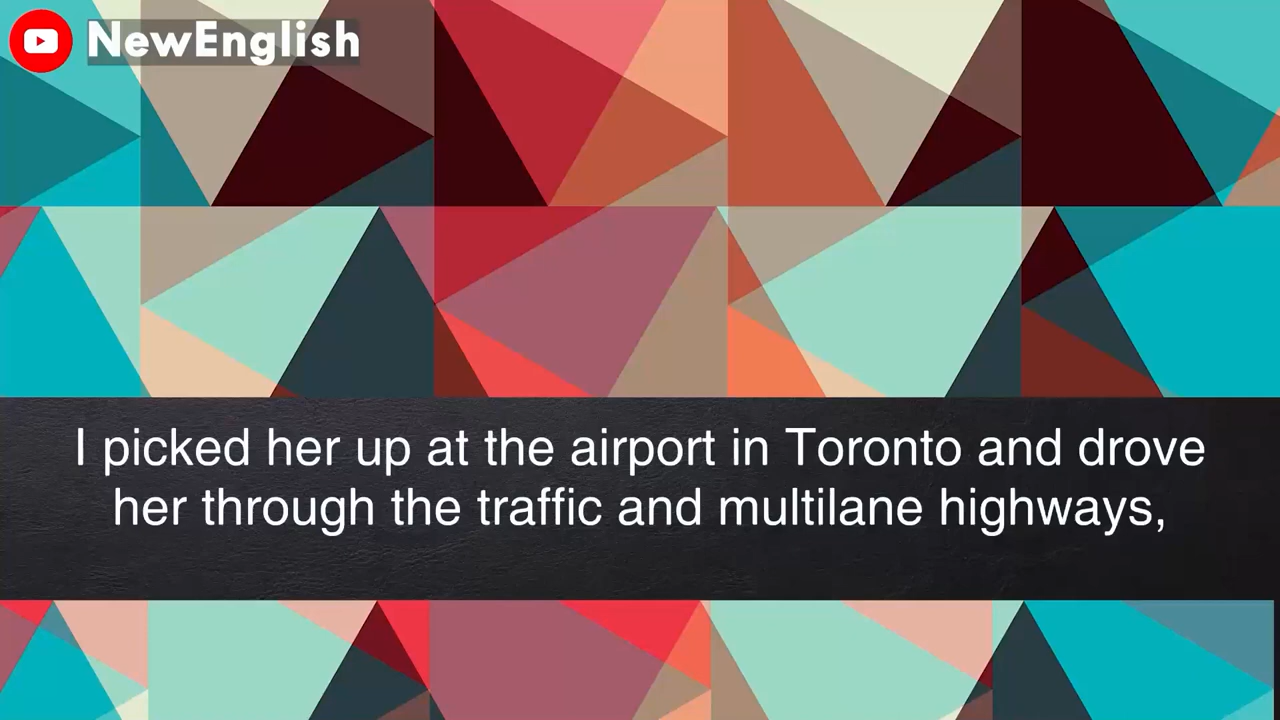 NewEnglish
I picked her up at the airport in Toronto and drove
her through the traffic and multilane highways,